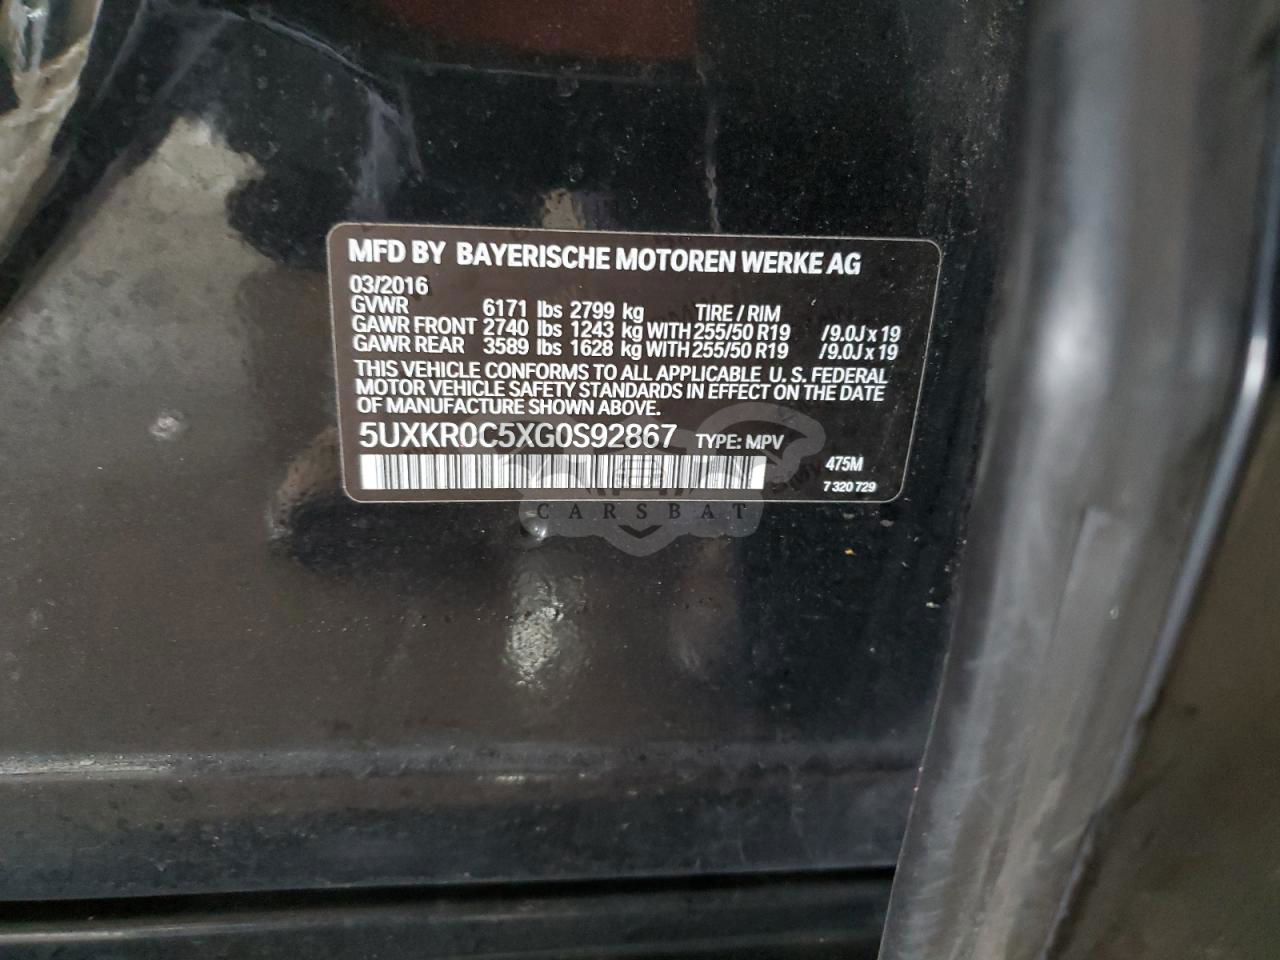 MFD BY BAYERISCHE MOTOREN WERKE AG
03/2016
GVWR 6171 lbs 2799 kg TIRE / RIM
GAWR FRONT 2740 lbs 1243 kg WITH 255/50 R19 /9.0J x 19
GAWR REAR 3589 lbs 1628 kg WITH 255/50 R19 /9.0J x 19
THIS VEHICLE CONFORMS TO ALL APPLICABLE U. S. FEDERAL
MOTOR VEHICLE SAFETY STANDARDS IN EFFECT ON THE DATE
OF MANUFACTURE SHOWN ABOVE.
5UXKR0C5XG0S92867 TYPE: MPV
475M
7 320 729
CARSBAT